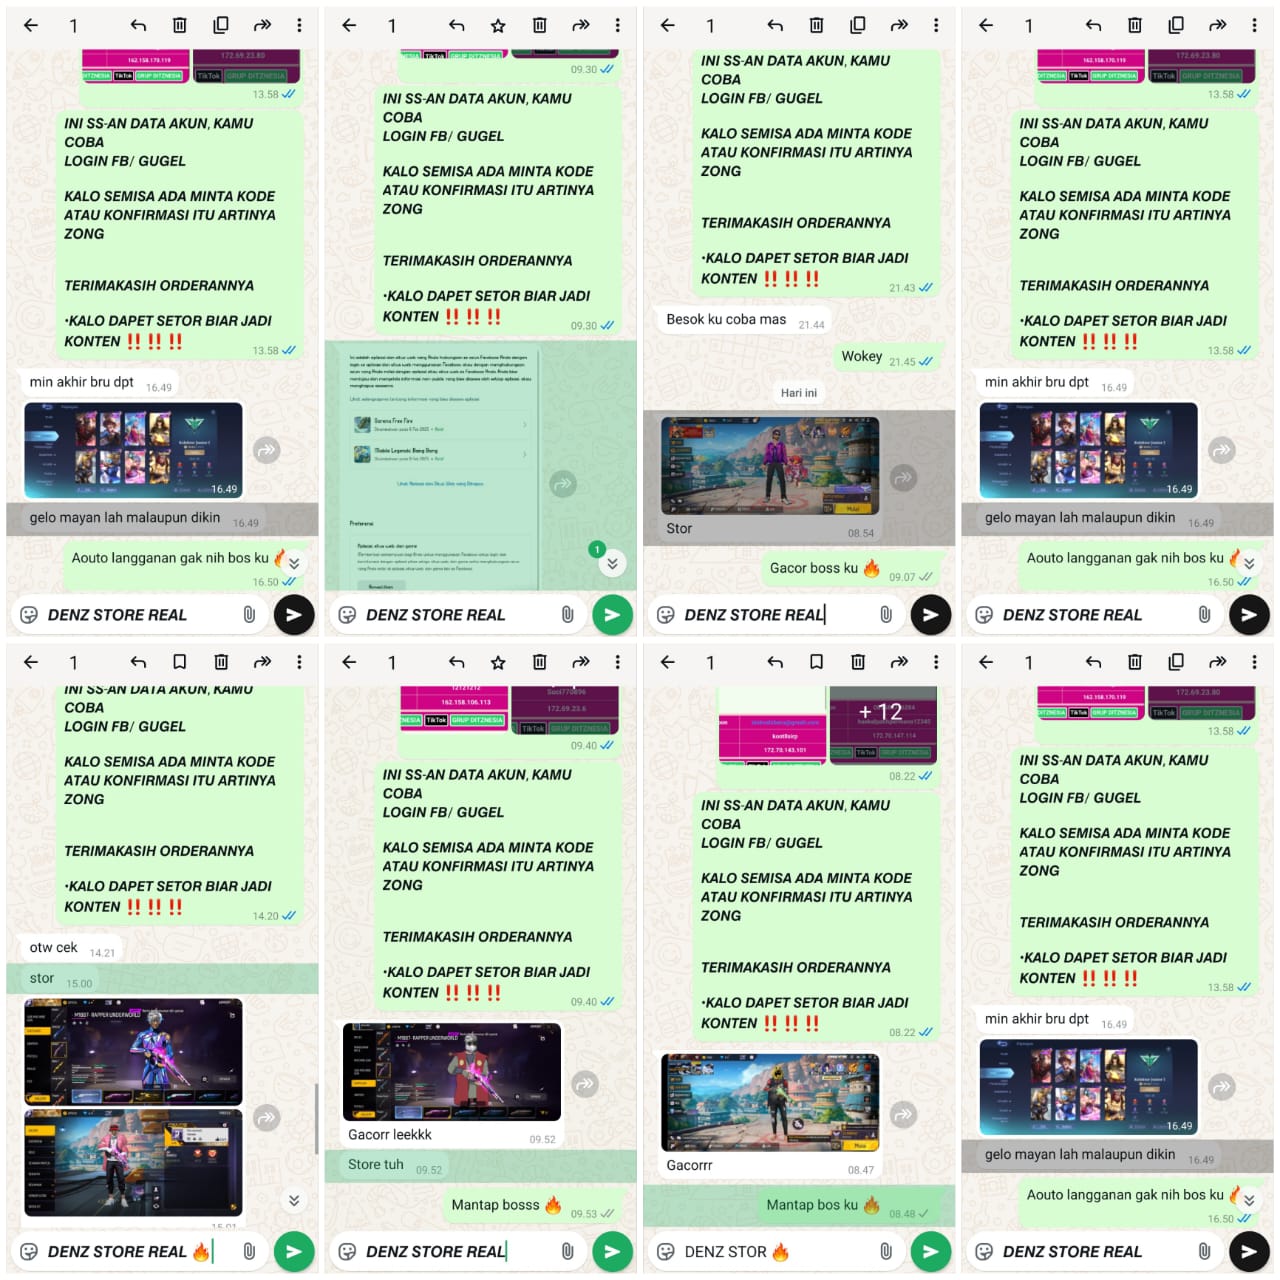 1
162.158.170.119
DITZNESIA TikTok GRUP DITZNESIA
172.69.23.80
TikTok GRUP DITZNESIA
13.58
INI SS-AN DATA AKUN, KAMU
COBA
LOGIN FB/ GUGEL
KALO SEMISA ADA MINTA KODE
ATAU KONFIRMASI ITU ARTINYA
ZONG
TERIMAKASIH ORDERANNYA
•KALO DAPET SETOR BIAR JADI
KONTEN ‼️‼️‼️
13.58
min akhir bru dpt 16.49
16.49
gelo mayan lah malaupun dikin 16.49
Aouto langganan gak nih bos ku 🔥
16.50
DENZ STORE REAL
1
TikTok GRUP DITZNESIA
09.30
INI SS-AN DATA AKUN, KAMU
COBA
LOGIN FB/ GUGEL
KALO SEMISA ADA MINTA KODE
ATAU KONFIRMASI ITU ARTINYA
ZONG
TERIMAKASIH ORDERANNYA
•KALO DAPET SETOR BIAR JADI
KONTEN ‼️‼️‼️
09.30
Garena Free Fire
Mobile Legends: Bang Bang
Preferensi
1
DENZ STORE REAL
1
INI SS-AN DATA AKUN, KAMU
COBA
LOGIN FB/ GUGEL
KALO SEMISA ADA MINTA KODE
ATAU KONFIRMASI ITU ARTINYA
ZONG
TERIMAKASIH ORDERANNYA
•KALO DAPET SETOR BIAR JADI
KONTEN ‼️‼️‼️
21.43
Besok ku coba mas 21.44
Wokey 21.45
Hari ini
Mulai
Stor 08.54
Gacor boss ku 🔥 09.07
DENZ STORE REAL
1
162.158.170.119
DITZNESIA TikTok GRUP DITZNESIA
172.69.23.80
TikTok GRUP DITZNESIA
13.58
INI SS-AN DATA AKUN, KAMU
COBA
LOGIN FB/ GUGEL
KALO SEMISA ADA MINTA KODE
ATAU KONFIRMASI ITU ARTINYA
ZONG
TERIMAKASIH ORDERANNYA
•KALO DAPET SETOR BIAR JADI
KONTEN ‼️‼️‼️
13.58
min akhir bru dpt 16.49
16.49
gelo mayan lah malaupun dikin 16.49
Aouto langganan gak nih bos ku 🔥
16.50
DENZ STORE REAL
1
INI SS-AN DATA AKUN, KAMU
COBA
LOGIN FB/ GUGEL
KALO SEMISA ADA MINTA KODE
ATAU KONFIRMASI ITU ARTINYA
ZONG
TERIMAKASIH ORDERANNYA
•KALO DAPET SETOR BIAR JADI
KONTEN ‼️‼️‼️
14.20
otw cek 14.21
stor 15.00
RAPPER UNDERWORLD
15.01
DENZ STORE REAL 🔥
1
12121212
162.158.106.113
TikTok GRUP DITZNESIA
Suci770896
172.69.23.6
TikTok GRUP DITZNESIA
09.40
INI SS-AN DATA AKUN, KAMU
COBA
LOGIN FB/ GUGEL
KALO SEMISA ADA MINTA KODE
ATAU KONFIRMASI ITU ARTINYA
ZONG
TERIMAKASIH ORDERANNYA
•KALO DAPET SETOR BIAR JADI
KONTEN ‼️‼️‼️
09.40
RAPPER UNDERWORLD
Gacorr leekkk 09.52
Store tuh 09.52
Mantap bosss 🔥 09.53
DENZ STORE REAL
1
+ 12
172.70.143.101
172.70.147.114
TikTok GRUP DITZNESIA
08.22
INI SS-AN DATA AKUN, KAMU
COBA
LOGIN FB/ GUGEL
KALO SEMISA ADA MINTA KODE
ATAU KONFIRMASI ITU ARTINYA
ZONG
TERIMAKASIH ORDERANNYA
•KALO DAPET SETOR BIAR JADI
KONTEN ‼️‼️‼️
08.22
Mulai
Gacorrr 08.47
Mantap bos ku 🔥 08.48
DENZ STOR 🔥
1
162.158.170.119
DITZNESIA TikTok GRUP DITZNESIA
172.69.23.80
TikTok GRUP DITZNESIA
13.58
INI SS-AN DATA AKUN, KAMU
COBA
LOGIN FB/ GUGEL
KALO SEMISA ADA MINTA KODE
ATAU KONFIRMASI ITU ARTINYA
ZONG
TERIMAKASIH ORDERANNYA
•KALO DAPET SETOR BIAR JADI
KONTEN ‼️‼️‼️
13.58
min akhir bru dpt 16.49
16.49
gelo mayan lah malaupun dikin 16.49
Aouto langganan gak nih bos ku 🔥
16.50
DENZ STORE REAL